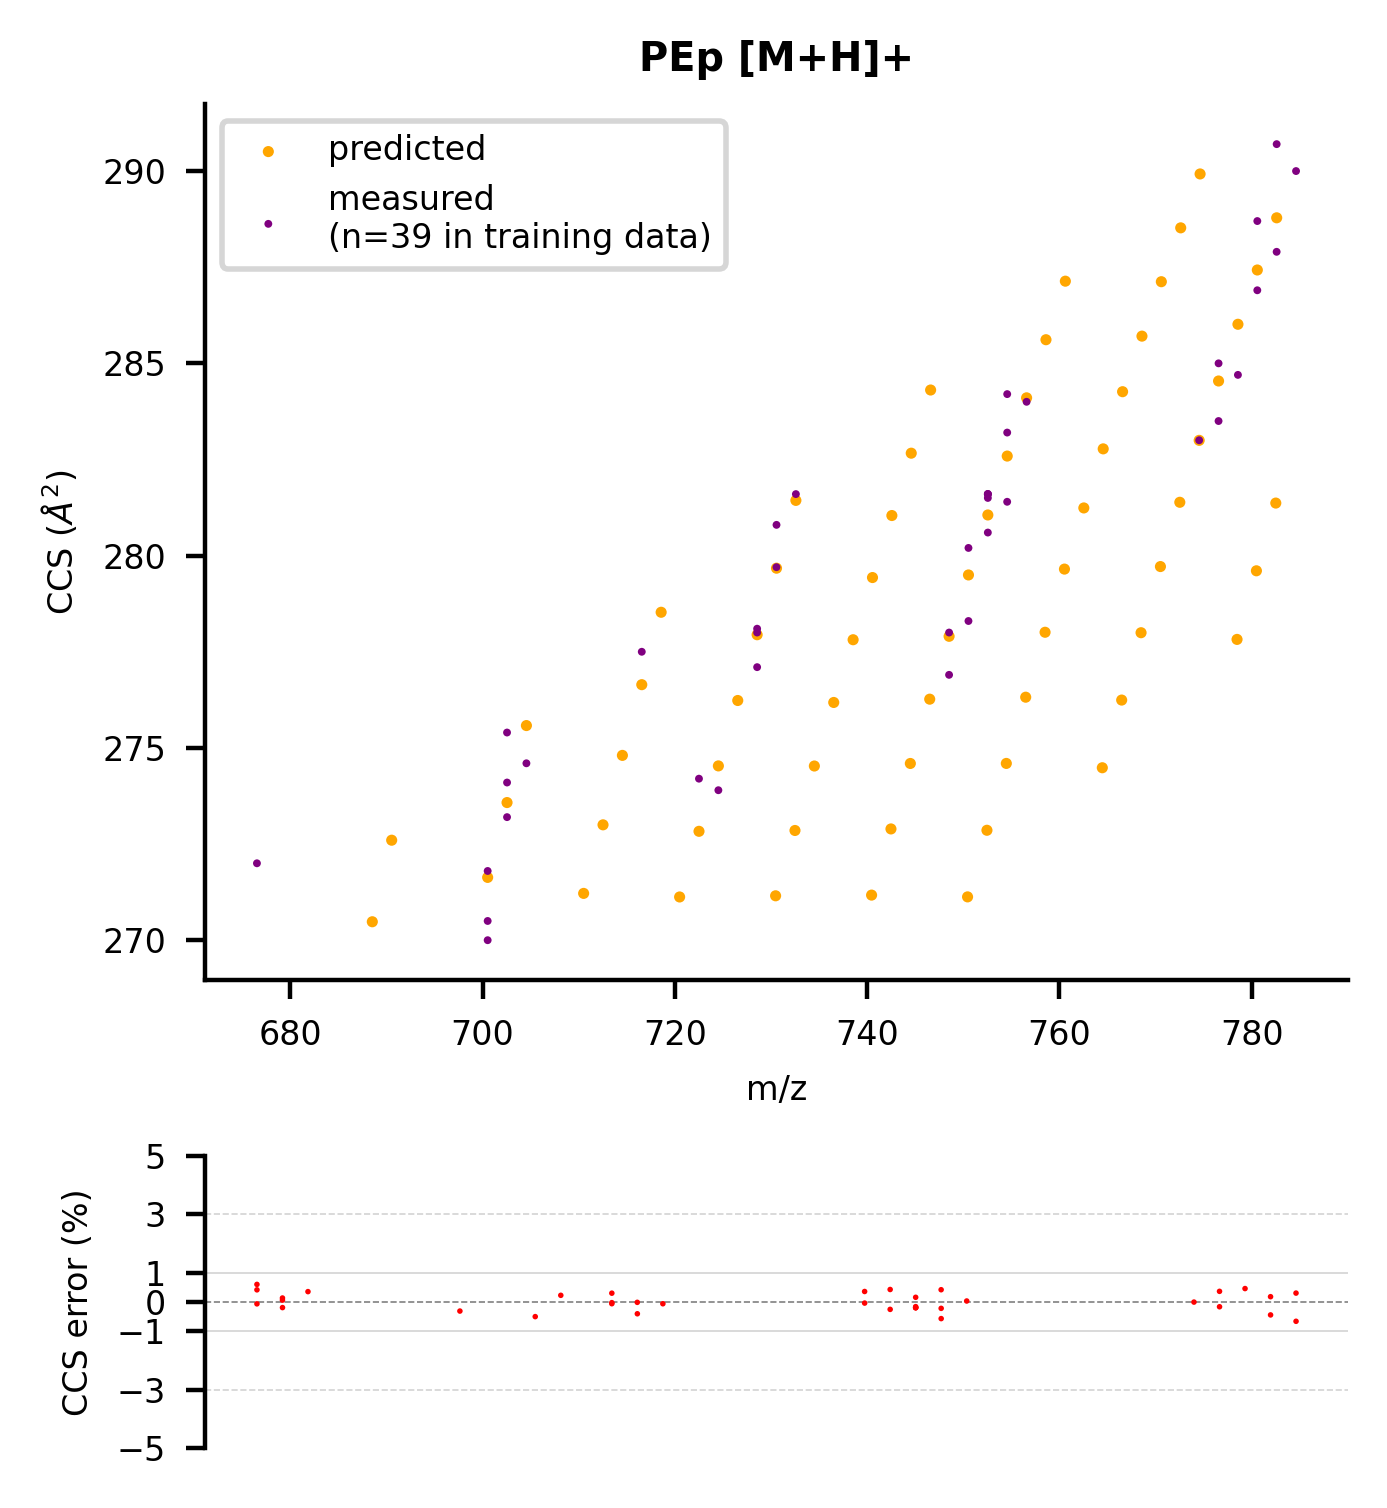 PEp [M+H]+
predicted
measured
(n=39 in training data)
290
285
280
275
270
CCS (Å²)
680 700 720 740 760 780
m/z
5
3
1
0
−1
−3
−5
CCS error (%)